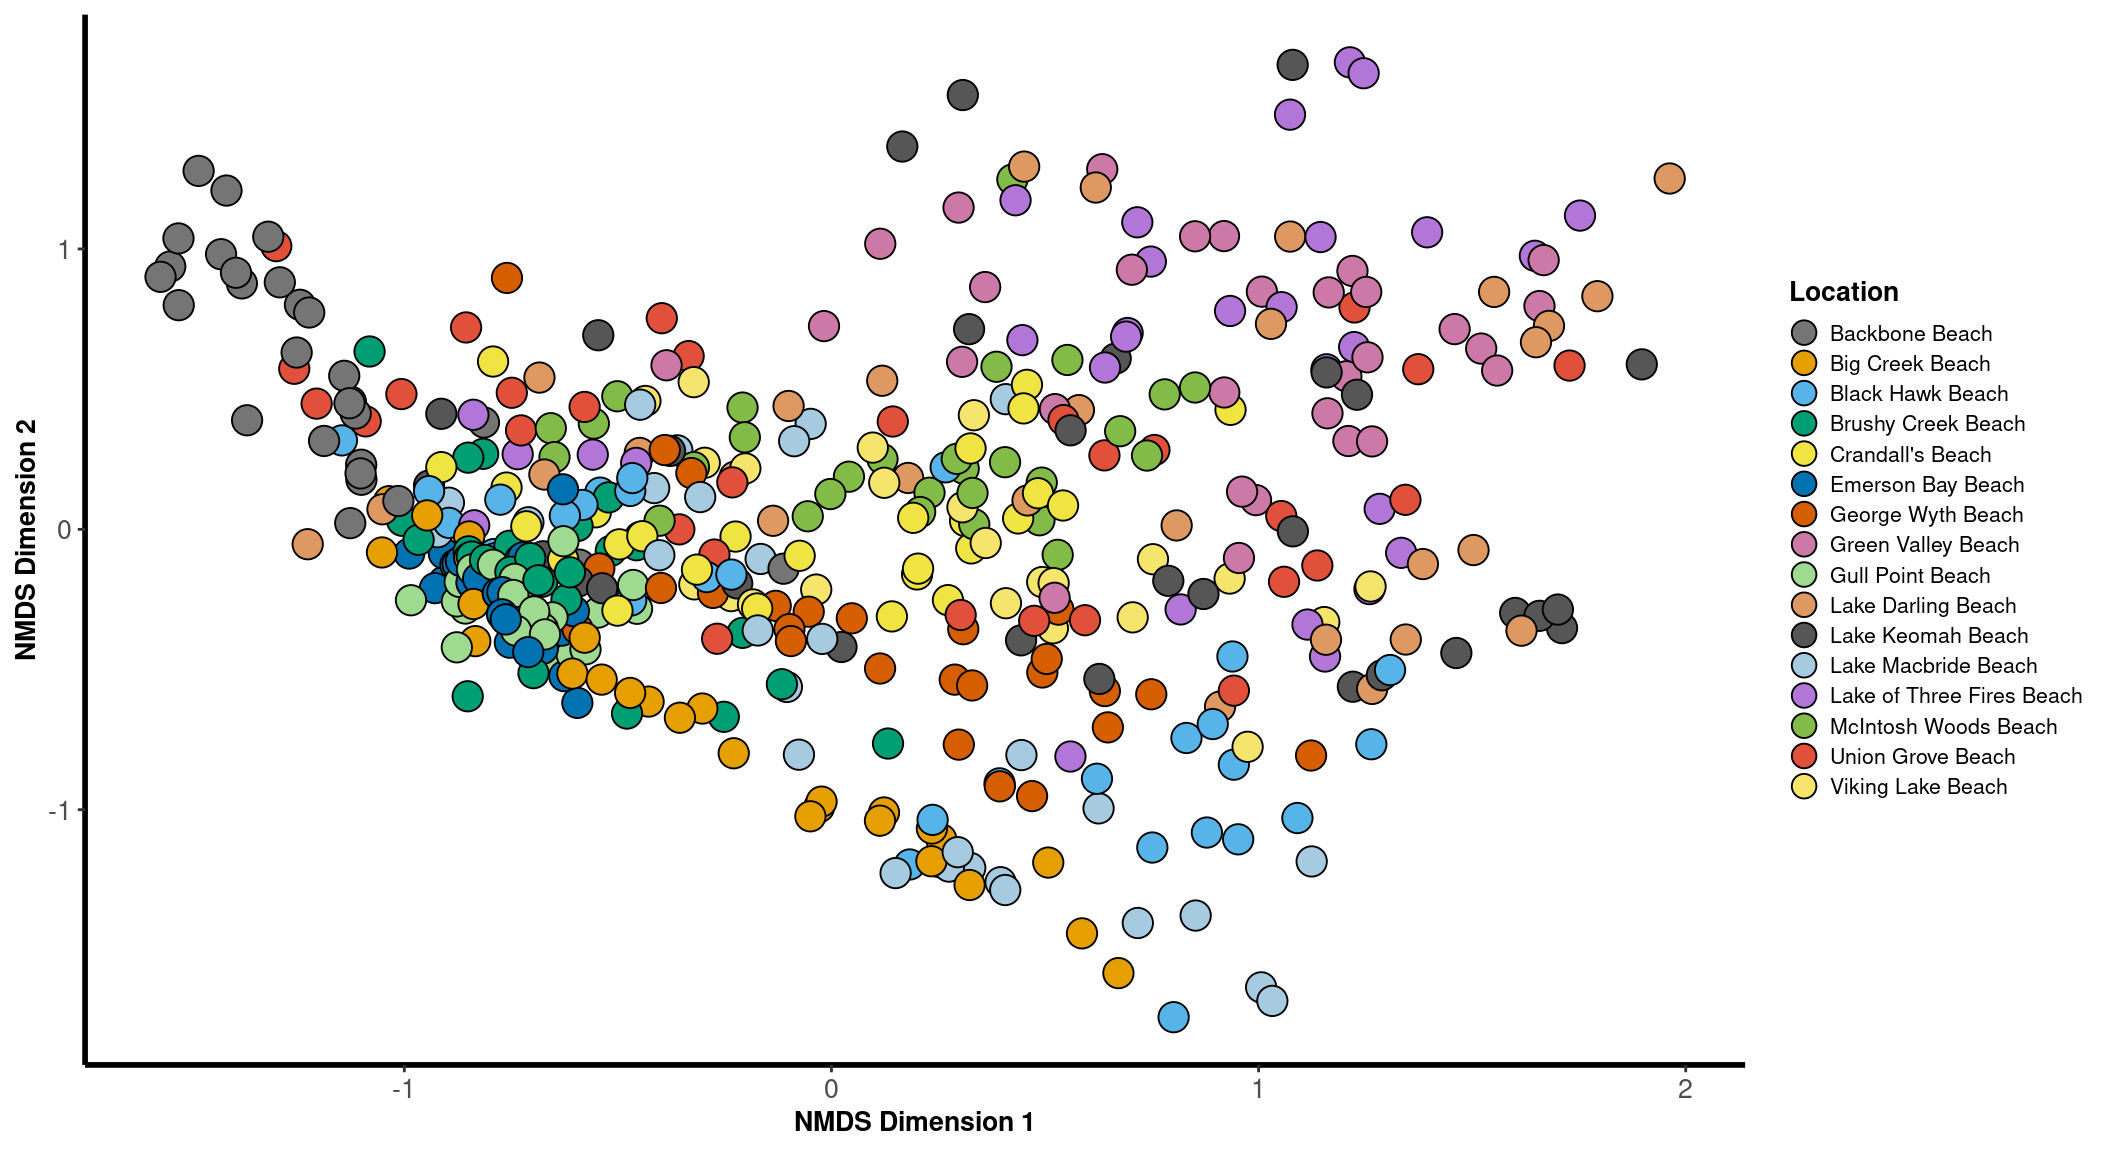 NMDS Dimension 2
1
0
-1
-1
0
1
2
NMDS Dimension 1
Location
Backbone Beach
Big Creek Beach
Black Hawk Beach
Brushy Creek Beach
Crandall's Beach
Emerson Bay Beach
George Wyth Beach
Green Valley Beach
Gull Point Beach
Lake Darling Beach
Lake Keomah Beach
Lake Macbride Beach
Lake of Three Fires Beach
McIntosh Woods Beach
Union Grove Beach
Viking Lake Beach